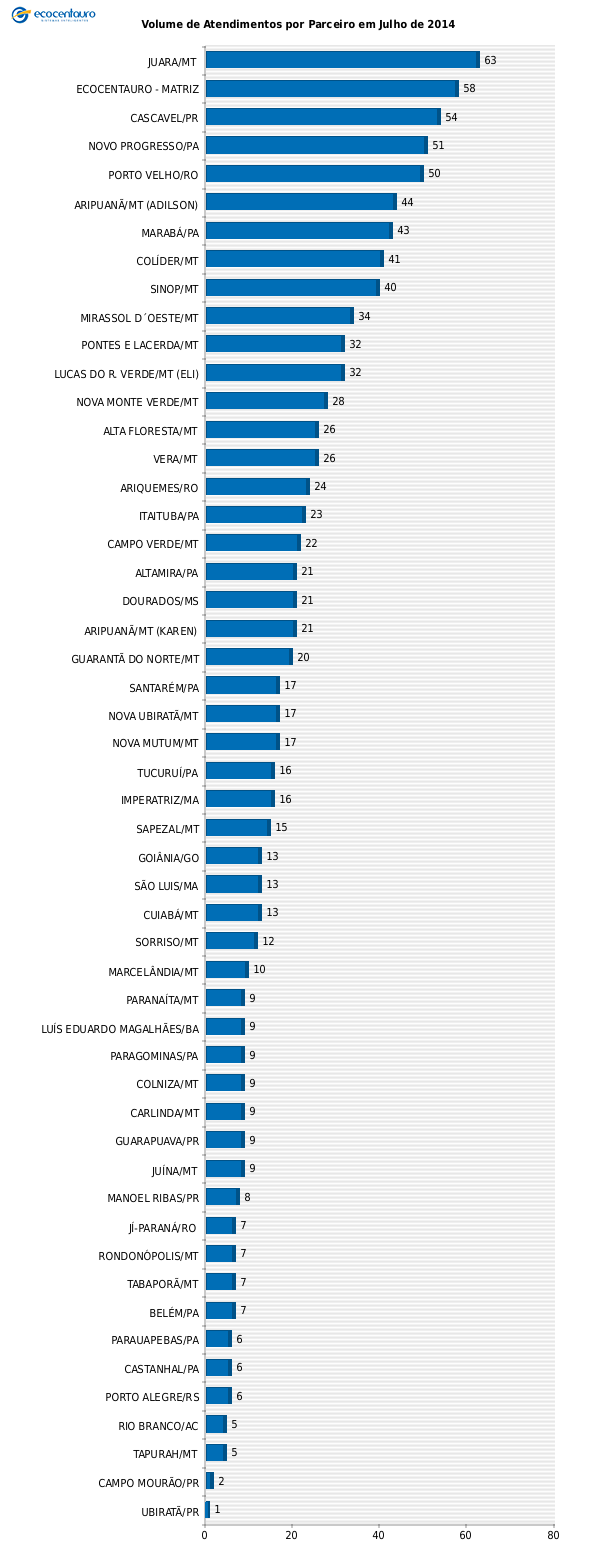 ecocentauro
Volume de Atendimentos por Parceiro em Julho de 2014
JUARA/MT 63
ECOCENTAURO - MATRIZ 58
CASCAVEL/PR 54
NOVO PROGRESSO/PA 51
PORTO VELHO/RO 50
ARIPUANÃ/MT (ADILSON) 44
MARABÁ/PA 43
COLÍDER/MT 41
SINOP/MT 40
MIRASSOL D´OESTE/MT 34
PONTES E LACERDA/MT 32
LUCAS DO R. VERDE/MT (ELI) 32
NOVA MONTE VERDE/MT 28
ALTA FLORESTA/MT 26
VERA/MT 26
ARIQUEMES/RO 24
ITAITUBA/PA 23
CAMPO VERDE/MT 22
ALTAMIRA/PA 21
DOURADOS/MS 21
ARIPUANÃ/MT (KAREN) 21
GUARANTÃ DO NORTE/MT 20
SANTARÉM/PA 17
NOVA UBIRATÃ/MT 17
NOVA MUTUM/MT 17
TUCURUÍ/PA 16
IMPERATRIZ/MA 16
SAPEZAL/MT 15
GOIÂNIA/GO 13
SÃO LUIS/MA 13
CUIABÁ/MT 13
SORRISO/MT 12
MARCELÂNDIA/MT 10
PARANAÍTA/MT 9
LUÍS EDUARDO MAGALHÃES/BA 9
PARAGOMINAS/PA 9
COLNIZA/MT 9
CARLINDA/MT 9
GUARAPUAVA/PR 9
JUÍNA/MT 9
MANOEL RIBAS/PR 8
JÍ-PARANÁ/RO 7
RONDONÓPOLIS/MT 7
TABAPORÃ/MT 7
BELÉM/PA 7
PARAUAPEBAS/PA 6
CASTANHAL/PA 6
PORTO ALEGRE/RS 6
RIO BRANCO/AC 5
TAPURAH/MT 5
CAMPO MOURÃO/PR 2
UBIRATÃ/PR 1
0 20 40 60 80